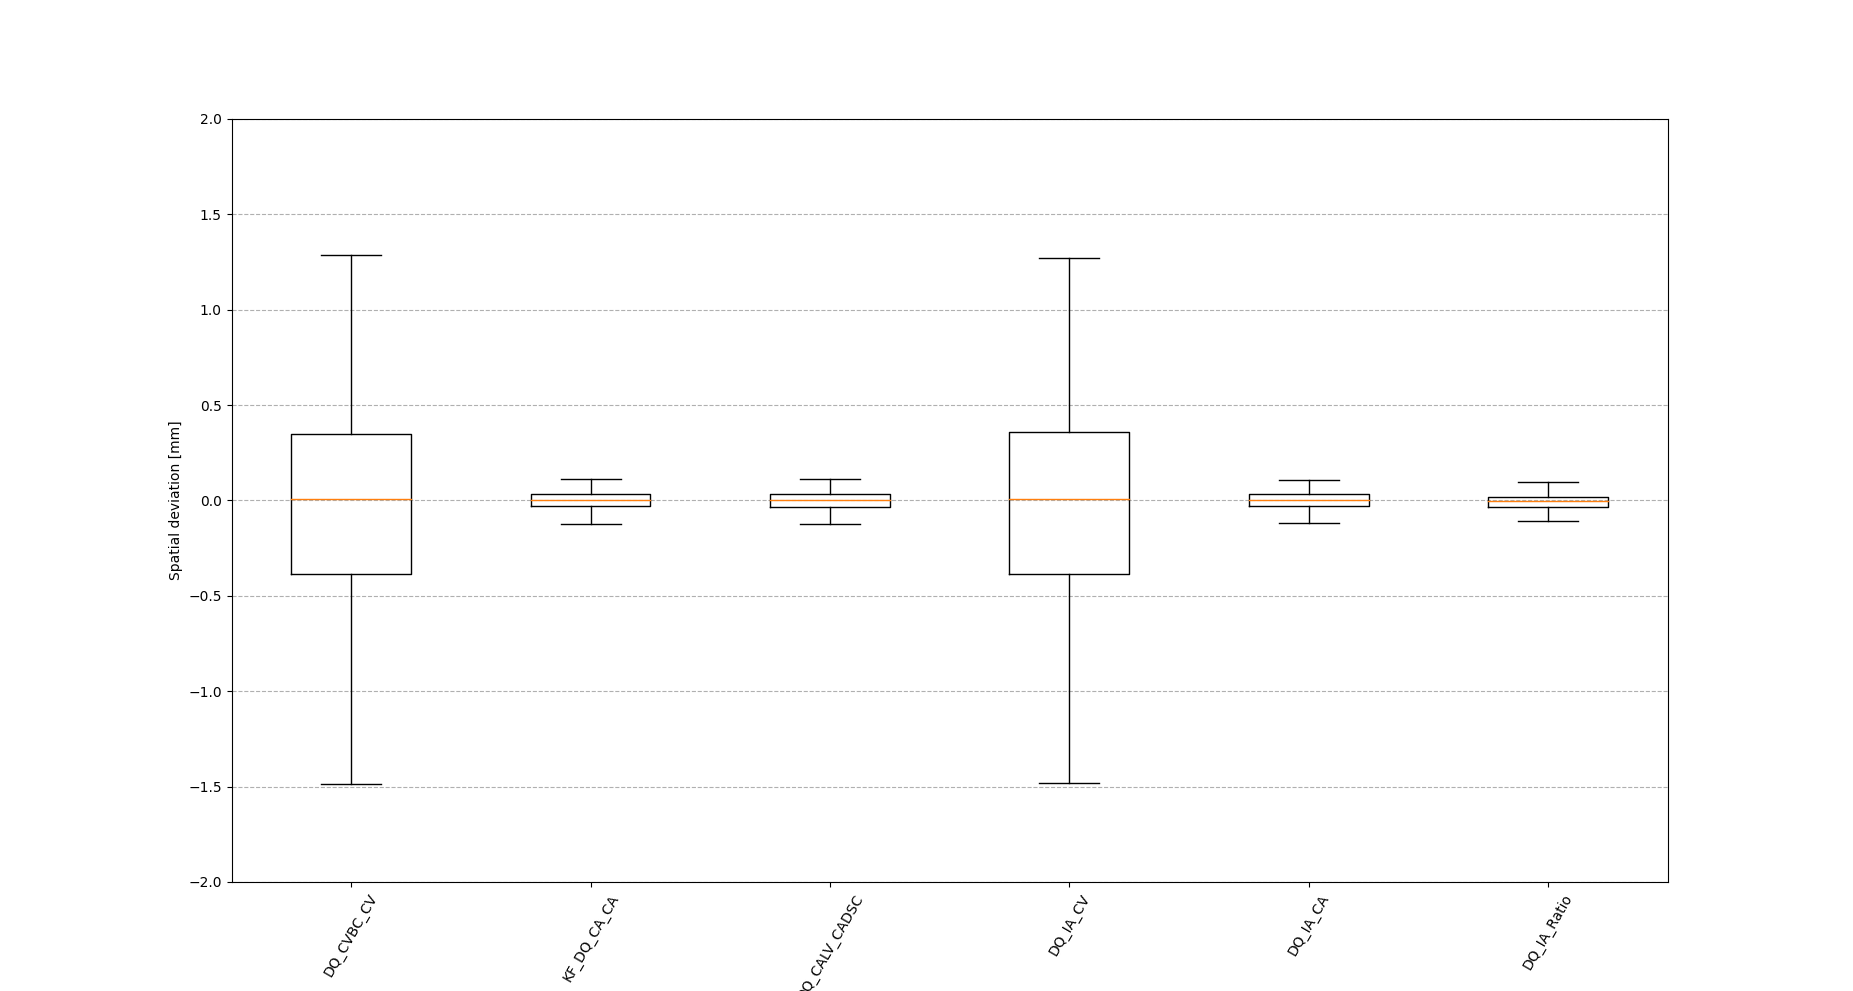 2.0
1.5
1.0
0.5
0.0
−0.5
−1.0
−1.5
−2.0
Spatial deviation [mm]
DQ_CVBC_CV
KF_DQ_CA_CA
Q_CALV_CADSC
DQ_IA_CV
DQ_IA_CA
DQ_IA_Ratio